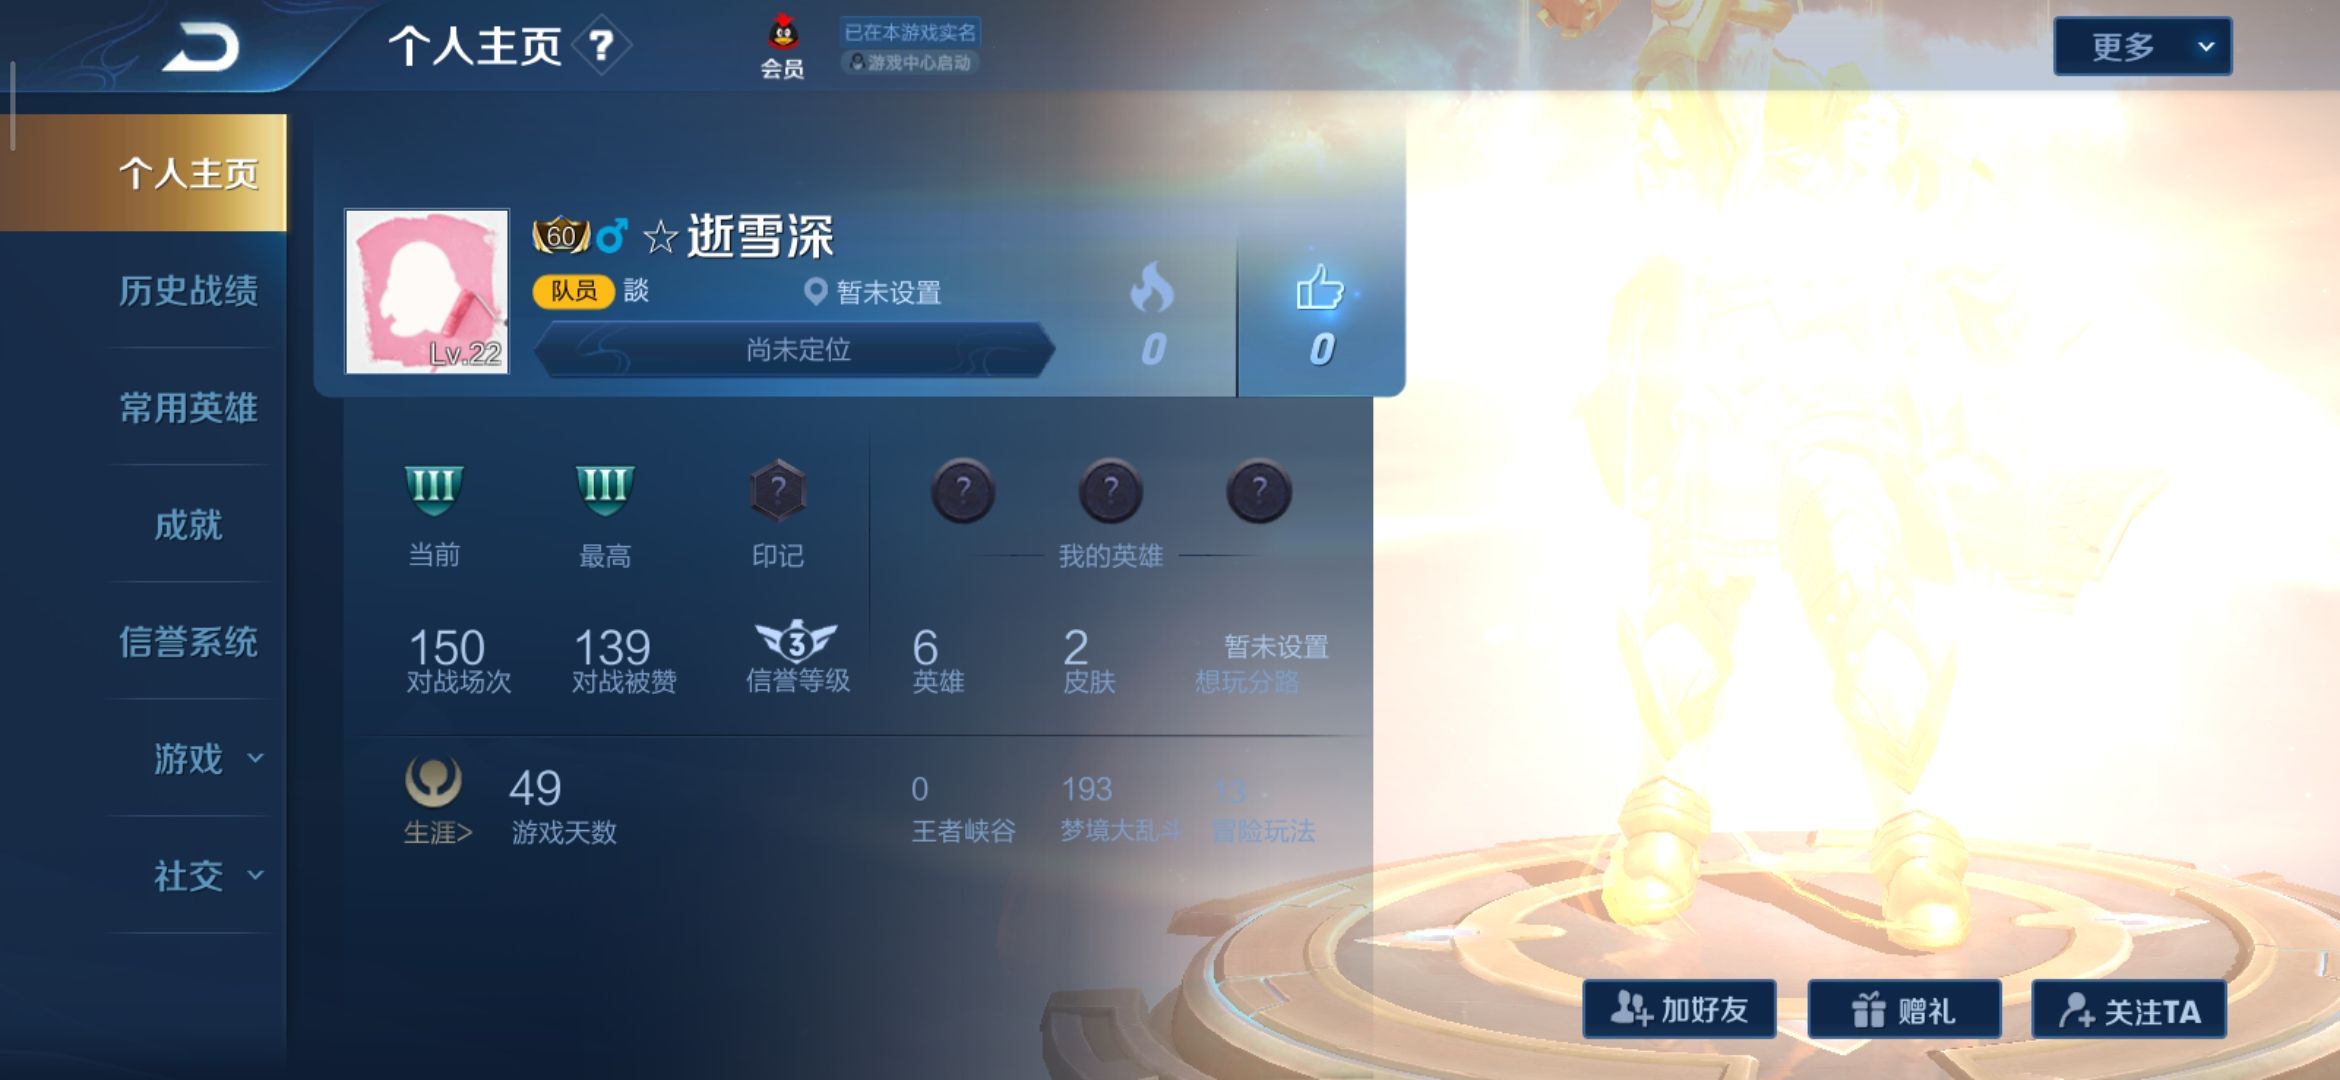 个人主页 ?
会员
已在本游戏实名
游戏中心启动
更多
个人主页
历史战绩
常用英雄
成就
信誉系统
游戏
社交
60 ♂ ☆逝雪深
队员 談
暂未设置
尚未定位
Lv.22
0
0
III
III
?
?
?
?
当前
最高
印记
我的英雄
150
139
3
6
2
暂未设置
对战场次
对战被赞
信誉等级
英雄
皮肤
想玩分路
49
0
193
13
生涯>
游戏天数
王者峡谷
梦境大乱斗
冒险玩法
加好友
赠礼
关注TA